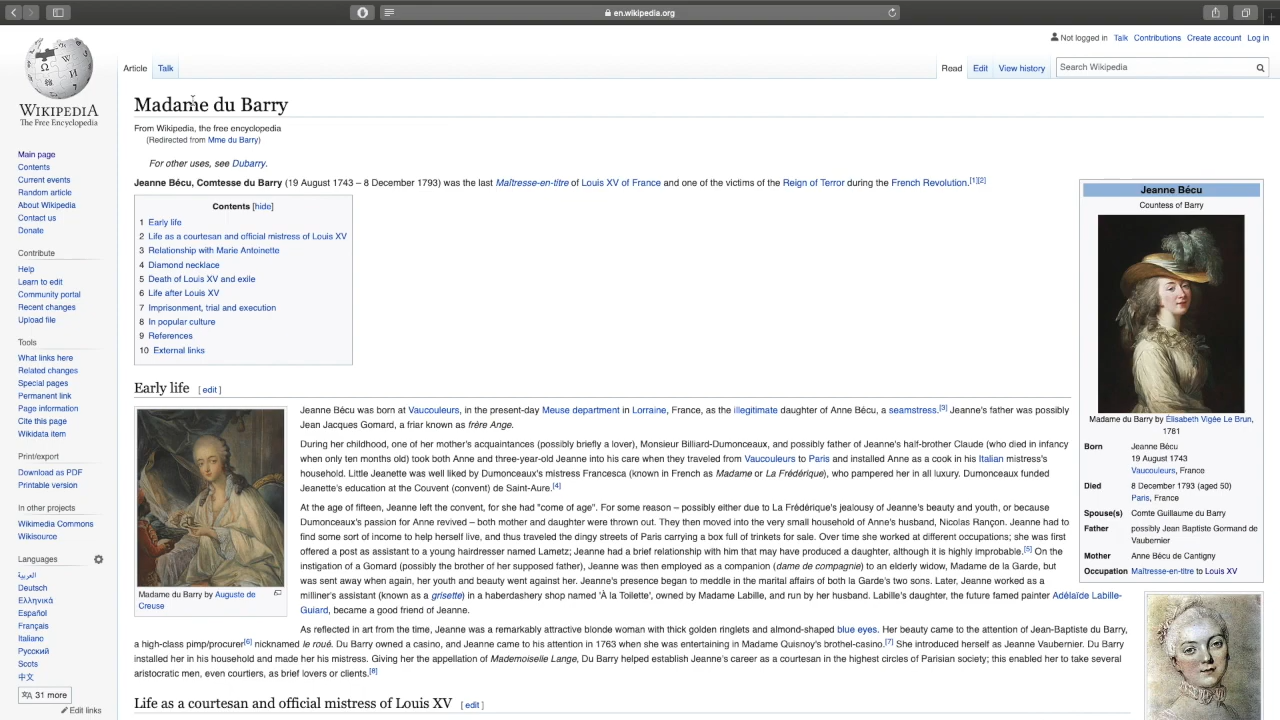 en.wikipedia.org
Not logged in Talk Contributions Create account Log in
Article Talk Read Edit View history Search Wikipedia
WIKIPEDIA
The Free Encyclopedia
Main page
Contents
Current events
Random article
About Wikipedia
Contact us
Donate
Contribute
Help
Learn to edit
Community portal
Recent changes
Upload file
Tools
What links here
Related changes
Special pages
Permanent link
Page information
Cite this page
Wikidata item
Print/export
Download as PDF
Printable version
In other projects
Wikimedia Commons
Wikisource
Languages
العربية
Deutsch
Ελληνικά
Español
Français
Italiano
Русский
Scots
中文
31 more
Edit links
Madame du Barry
From Wikipedia, the free encyclopedia
(Redirected from Mme du Barry)
For other uses, see Dubarry.
Jeanne Bécu, Comtesse du Barry (19 August 1743 – 8 December 1793) was the last Maîtresse-en-titre of Louis XV of France and one of the victims of the Reign of Terror during the French Revolution.[1][2]
Contents [hide]
1 Early life
2 Life as a courtesan and official mistress of Louis XV
3 Relationship with Marie Antoinette
4 Diamond necklace
5 Death of Louis XV and exile
6 Life after Louis XV
7 Imprisonment, trial and execution
8 In popular culture
9 References
10 External links
Early life [ edit ]
Madame du Barry by Auguste de
Creuse
Jeanne Bécu was born at Vaucouleurs, in the present-day Meuse department in Lorraine, France, as the illegitimate daughter of Anne Bécu, a seamstress.[3] Jeanne's father was possibly
Jean Jacques Gomard, a friar known as frère Ange.
During her childhood, one of her mother's acquaintances (possibly briefly a lover), Monsieur Billiard-Dumonceaux, and possibly father of Jeanne's half-brother Claude (who died in infancy
when only ten months old) took both Anne and three-year-old Jeanne into his care when they traveled from Vaucouleurs to Paris and installed Anne as a cook in his Italian mistress's
household. Little Jeanette was well liked by Dumonceaux's mistress Francesca (known in French as Madame or La Frédérique), who pampered her in all luxury. Dumonceaux funded
Jeanette's education at the Couvent (convent) de Saint-Aure.[4]
At the age of fifteen, Jeanne left the convent, for she had "come of age". For some reason – possibly either due to La Frédérique's jealousy of Jeanne's beauty and youth, or because
Dumonceaux's passion for Anne revived – both mother and daughter were thrown out. They then moved into the very small household of Anne's husband, Nicolas Rançon. Jeanne had to
find some sort of income to help herself live, and thus traveled the dingy streets of Paris carrying a box full of trinkets for sale. Over time she worked at different occupations; she was first
offered a post as assistant to a young hairdresser named Lametz; Jeanne had a brief relationship with him that may have produced a daughter, although it is highly improbable.[5] On the
instigation of a Gomard (possibly the brother of her supposed father), Jeanne was then employed as a companion (dame de compagnie) to an elderly widow, Madame de la Garde, but
was sent away when again, her youth and beauty went against her. Jeanne's presence began to meddle in the marital affairs of both la Garde's two sons. Later, Jeanne worked as a
milliner's assistant (known as a grisette) in a haberdashery shop named 'À la Toilette', owned by Madame Labille, and run by her husband. Labille's daughter, the future famed painter Adélaïde Labille-
Guiard, became a good friend of Jeanne.
As reflected in art from the time, Jeanne was a remarkably attractive blonde woman with thick golden ringlets and almond-shaped blue eyes. Her beauty came to the attention of Jean-Baptiste du Barry,
a high-class pimp/procurer[6] nicknamed le roué. Du Barry owned a casino, and Jeanne came to his attention in 1763 when she was entertaining in Madame Quisnoy's brothel-casino.[7] She introduced herself as Jeanne Vaubernier. Du Barry
installed her in his household and made her his mistress. Giving her the appellation of Mademoiselle Lange, Du Barry helped establish Jeanne's career as a courtesan in the highest circles of Parisian society; this enabled her to take several
aristocratic men, even courtiers, as brief lovers or clients.[8]
Life as a courtesan and official mistress of Louis XV [ edit ]
Jeanne Bécu
Countess of Barry
Madame du Barry by Élisabeth Vigée Le Brun,
1781
Born Jeanne Bécu
19 August 1743
Vaucouleurs, France
Died 8 December 1793 (aged 50)
Paris, France
Spouse(s) Comte Guillaume du Barry
Father possibly Jean Baptiste Gormand de
Vaubernier
Mother Anne Bécu de Cantigny
Occupation Maîtresse-en-titre to Louis XV